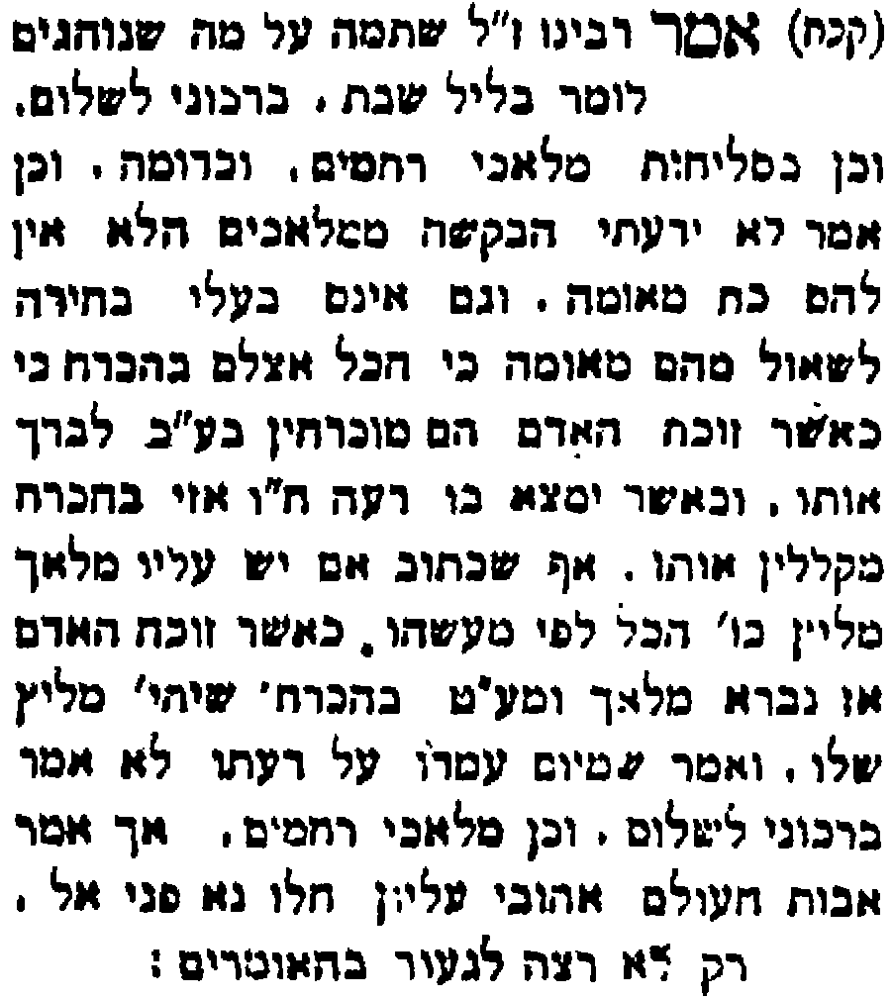 (קכח) אמר רבינו ז"ל שתמה על מה שנוהגים
לומר בליל שבת . ברכוני לשלום.
וכן בסליחות מלאכי רחמים. וכדומה . וכן
אמר לא ידעתי הבקשה ממלאכים הלא אין
להם כח מאומה . וגם אינם בעלי בחירה
לשאול מהם מאומה כי הכל אצלם בהכרח כי
כאשר זוכה האדם הם מוכרחין בע"כ לברך
אותו . וכאשר ימצא בו רעה ח"ו אזי בהכרח
מקללין אותו . אף שכתוב אם יש עליו מלאך
מליץ כו' הכל לפי מעשהו . כאשר זוכה האדם
אז נברא מלאך ומע"ט בהכרח שיהי' מליץ
שלו . ואמר שמיום עמדו על דעתו לא אמר
ברכוני לשלום . וכן מלאכי רחמים . אך אמר
אבות העולם אהובי עליון חלו נא פני אל .
רק לא רצה לגעור בהאומרים :